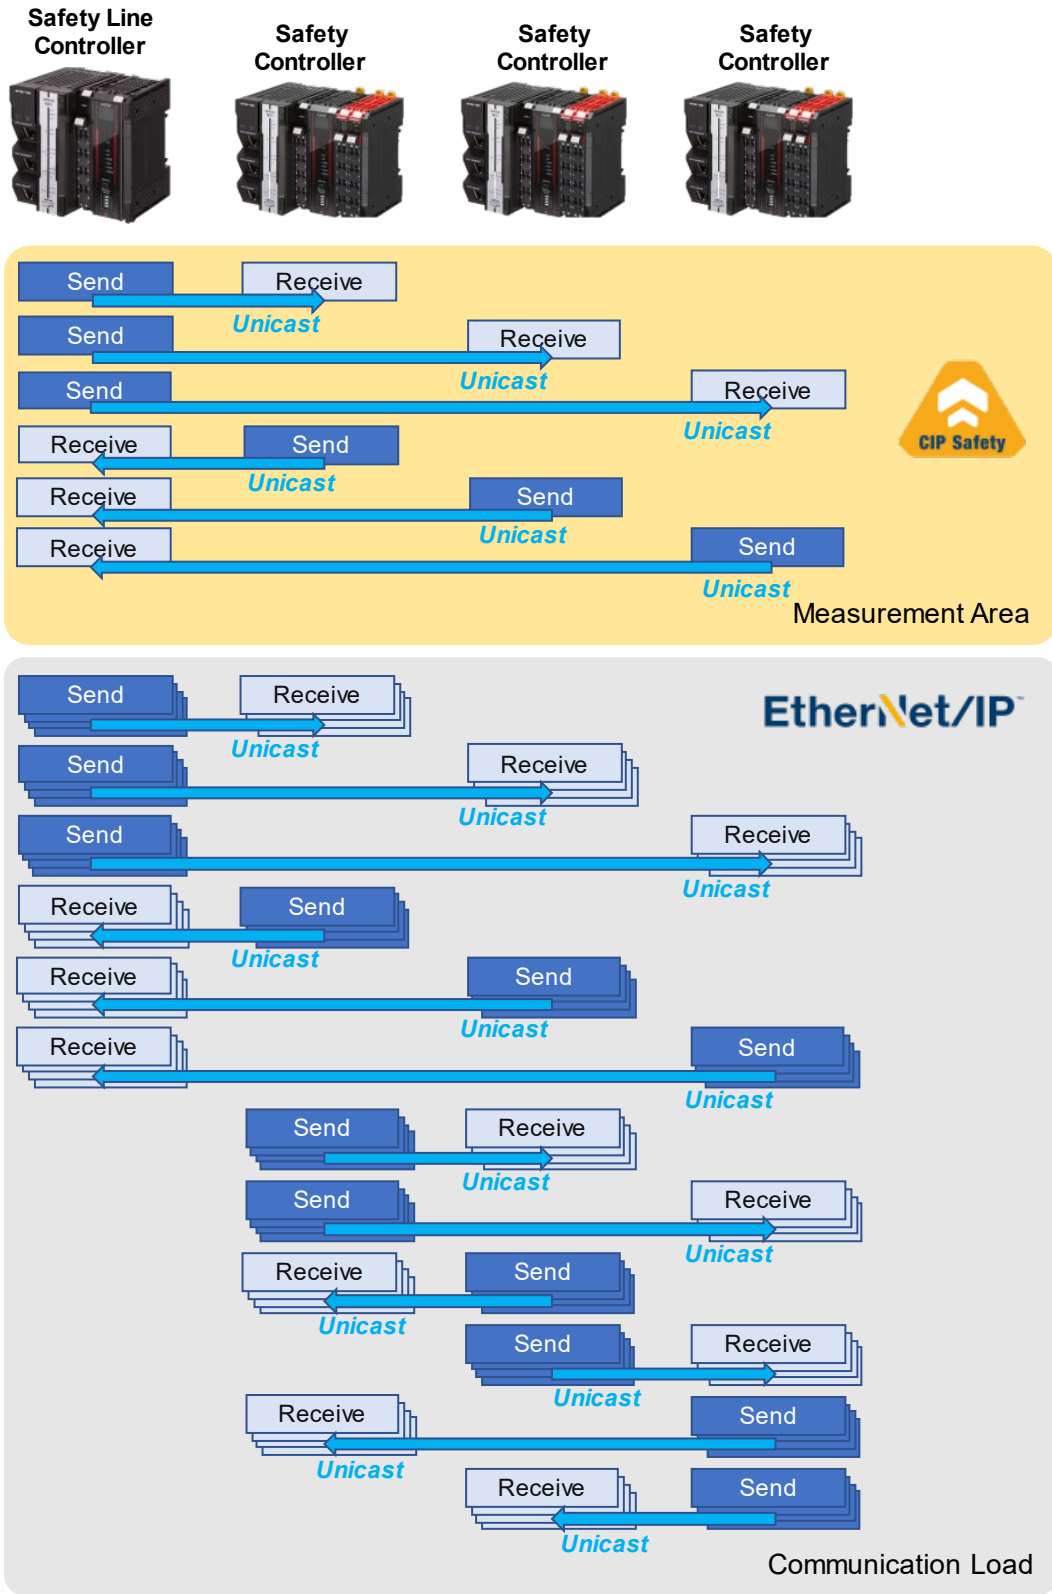 Safety Line
Controller
Safety
Controller
Safety
Controller
Safety
Controller
Send
Receive
Unicast
Send
Receive
Unicast
Send
Receive
Unicast
CIP Safety
Receive
Send
Unicast
Receive
Send
Unicast
Receive
Send
Unicast
Measurement Area
Send
Receive
EtherNet/IP™
Unicast
Send
Receive
Unicast
Send
Receive
Unicast
Receive
Send
Unicast
Receive
Send
Unicast
Receive
Send
Unicast
Send
Receive
Unicast
Send
Receive
Unicast
Receive
Send
Unicast
Send
Receive
Unicast
Receive
Send
Unicast
Receive
Send
Unicast
Communication Load